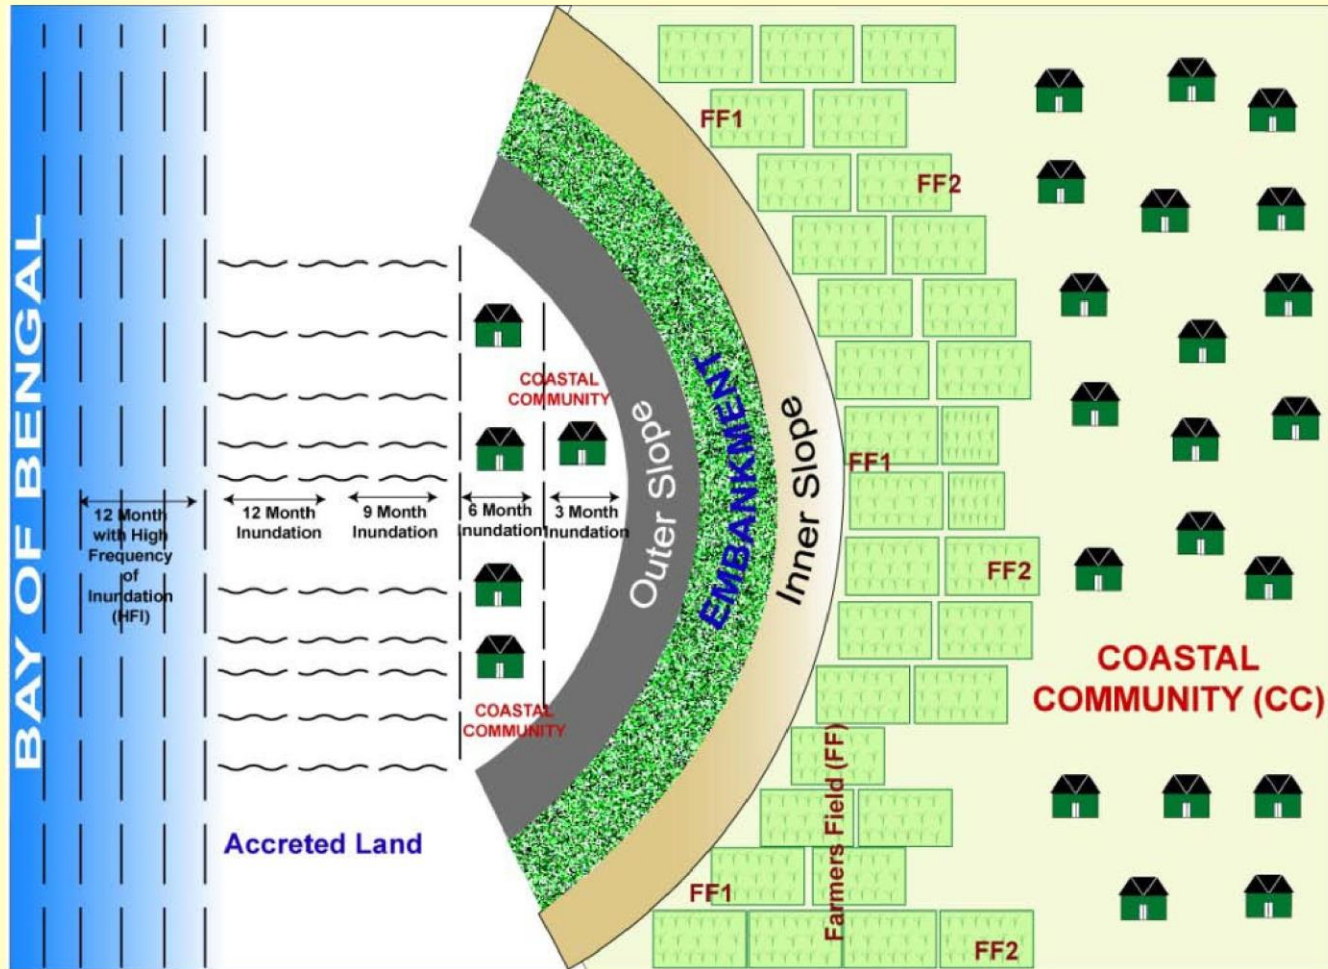 BAY OF BENGAL
12 Month
with High
Frequency
of
Inundation
(HFI)
12 Month
Inundation
9 Month
Inundation
6 Month
Inundation
3 Month
Inundation
COASTAL
COMMUNITY
COASTAL
COMMUNITY
Accreted Land
Outer Slope
EMBANKMENT
Inner Slope
FF1
FF2
FF1
FF2
Farmers Field (FF)
FF1
FF2
COASTAL
COMMUNITY (CC)